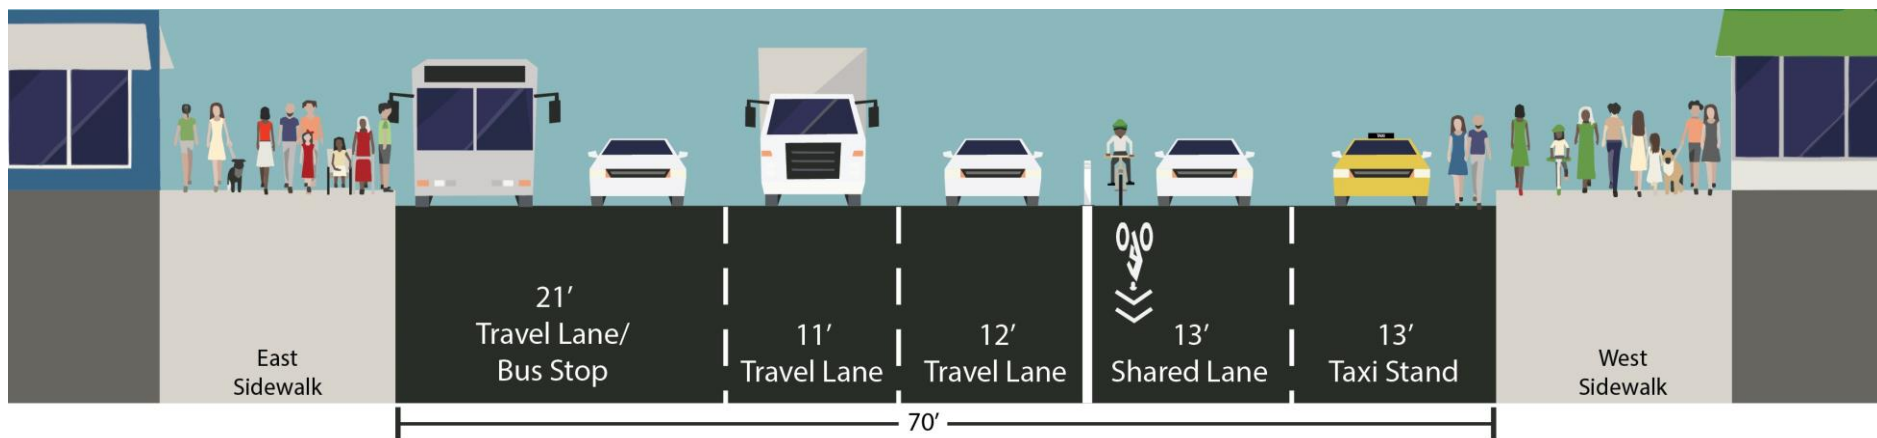 TAXI
21′
Travel Lane/
Bus Stop
11′
Travel Lane
12′
Travel Lane
13′
Shared Lane
13′
Taxi Stand
East
Sidewalk
West
Sidewalk
70′